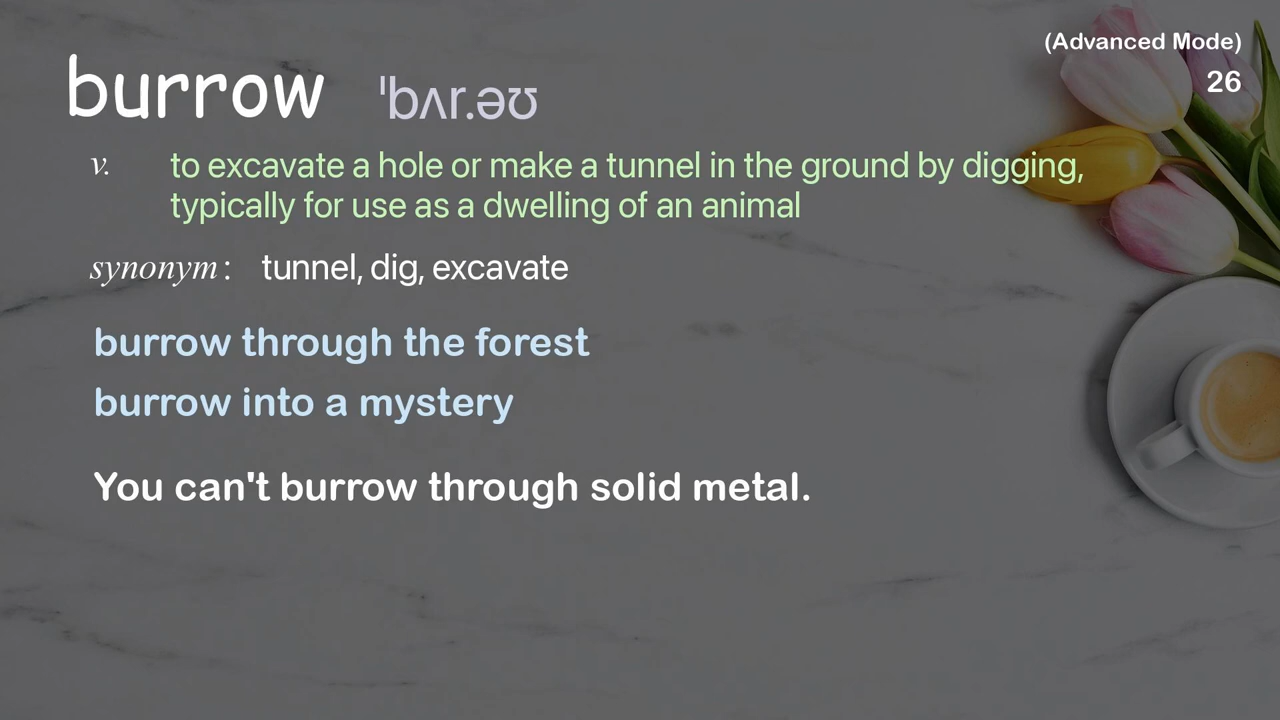 (Advanced Mode)
26
burrow ˈbʌr.əʊ
v. to excavate a hole or make a tunnel in the ground by digging,
typically for use as a dwelling of an animal
synonym : tunnel, dig, excavate
burrow through the forest
burrow into a mystery
You can't burrow through solid metal.